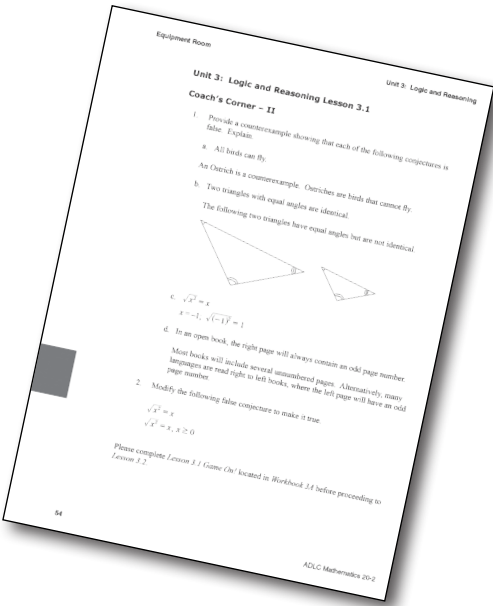 Equipment Room
Unit 3: Logic and Reasoning
Unit 3: Logic and Reasoning Lesson 3.1
Coach's Corner – II
1. Provide a counterexample showing that each of the following conjectures is
false. Explain.
a. All birds can fly.
An Ostrich is a counterexample. Ostriches are birds that cannot fly.
b. Two triangles with equal angles are identical.
The following two triangles have equal angles but are not identical.
c. √x² = x
x = −1, √(−1)² = 1
d. In an open book, the right page will always contain an odd page number.
Most books will include several unnumbered pages. Alternatively, many
languages are read right to left books, where the left page will have an odd
page number.
2. Modify the following false conjecture to make it true.
√x² = x
√x² = x, x ≥ 0
Please complete Lesson 3.1 Game On! located in Workbook 3A before proceeding to
Lesson 3.2.
54
ADLC Mathematics 20-2